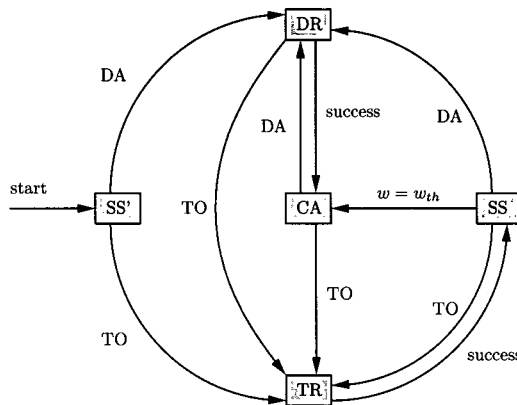 DR
DA
success
DA
DA
start
SS'
TO
CA
w = w_th
SS
TO
TO
TO
success
TR